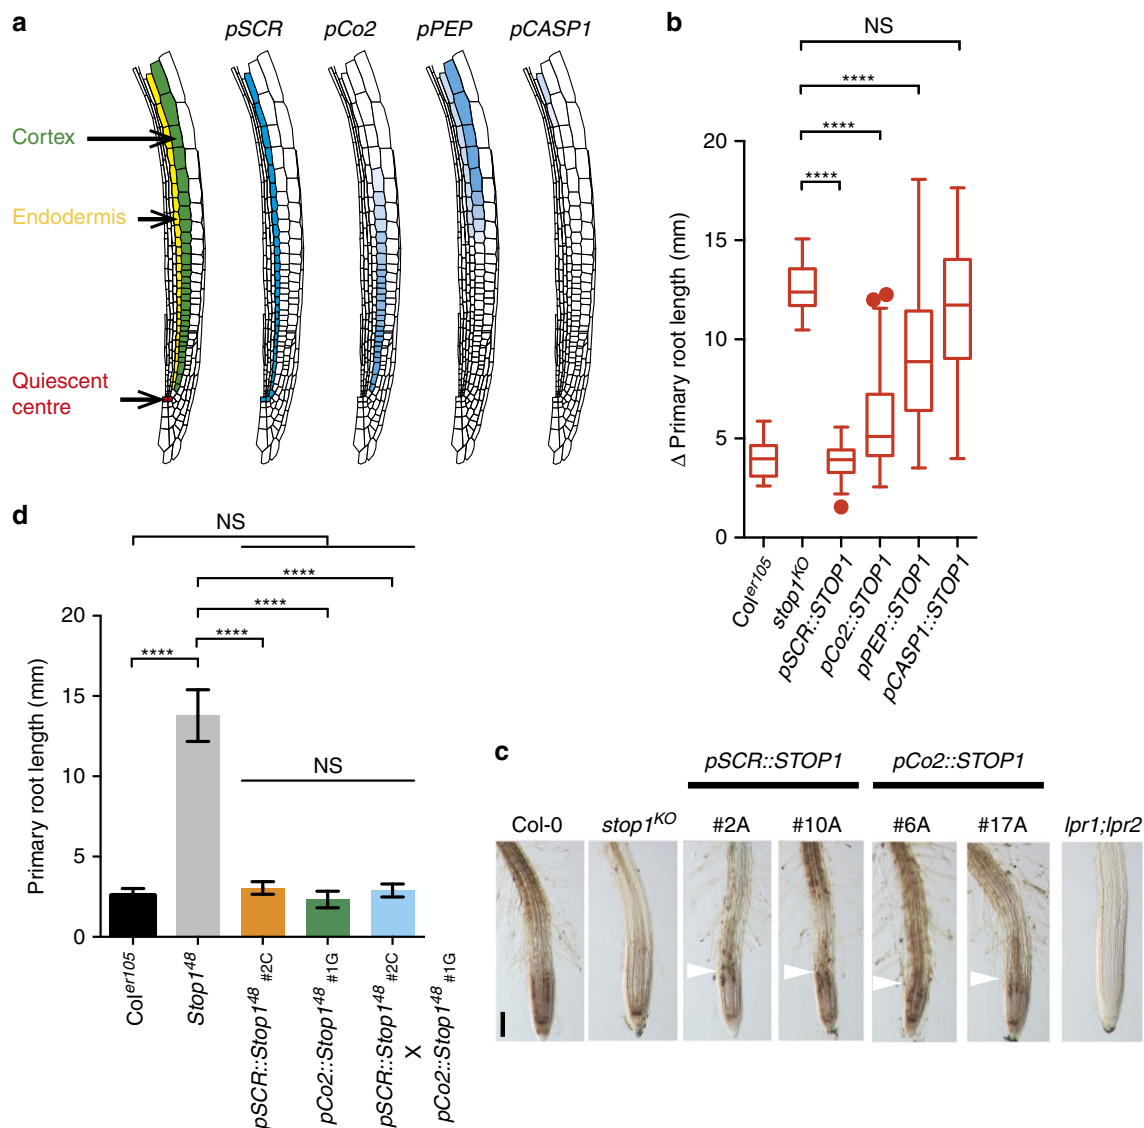 a
pSCR pCo2 pPEP pCASP1
Cortex
Endodermis
Quiescent
centre
b
NS
****
****
****
20
15
10
5
0
Δ Primary root length (mm)
Col^er105
stop1^KO
pSCR::STOP1
pCo2::STOP1
pPEP::STOP1
pCASP1::STOP1
d
NS
****
****
****
****
NS
20
15
10
5
0
Primary root length (mm)
Col^er105
Stop1^48
pSCR::Stop1^48 #2C
pCo2::Stop1^48 #1G
pSCR::Stop1^48 #2C
X
pCo2::Stop1^48 #1G
c
pSCR::STOP1 pCo2::STOP1
Col-0 stop1^KO #2A #10A #6A #17A lpr1;lpr2